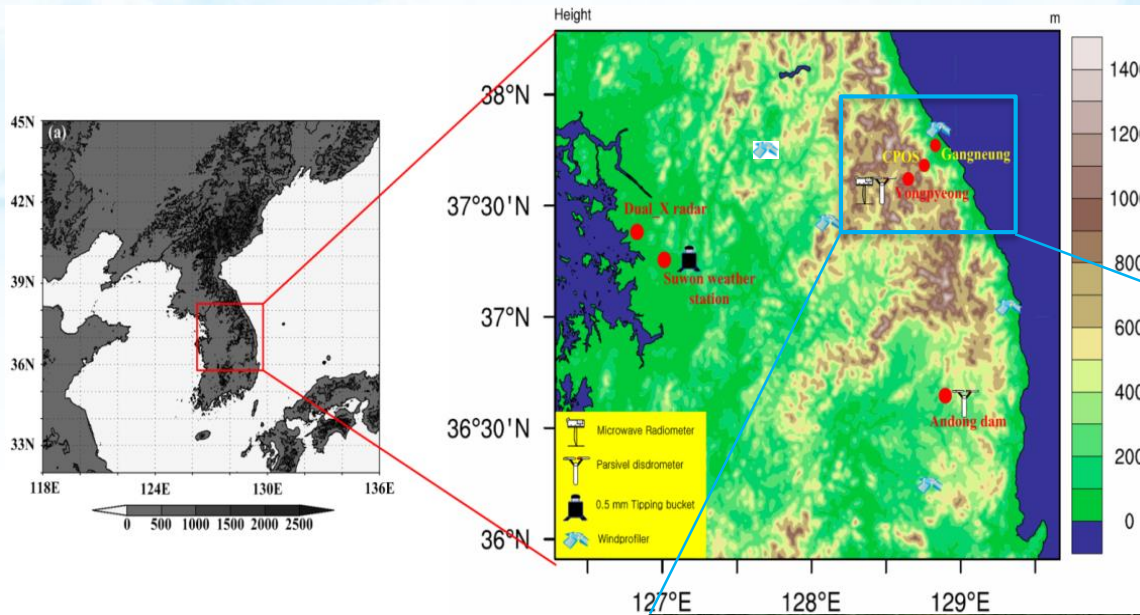 (a)
45N
42N
39N
36N
33N
118E
124E
130E
136E
0 500 1000 1500 2000 2500
Height
m
38°N
37°30'N
37°N
36°30'N
36°N
127°E
128°E
129°E
CPOS
Gangneung
Yongpyeong
Dual_X radar
Suwon weather
station
Andong dam
Microwave Radiometer
Parsivel disdrometer
0.5 mm Tipping bucket
Windprofiler
1000
800
600
400
200
0